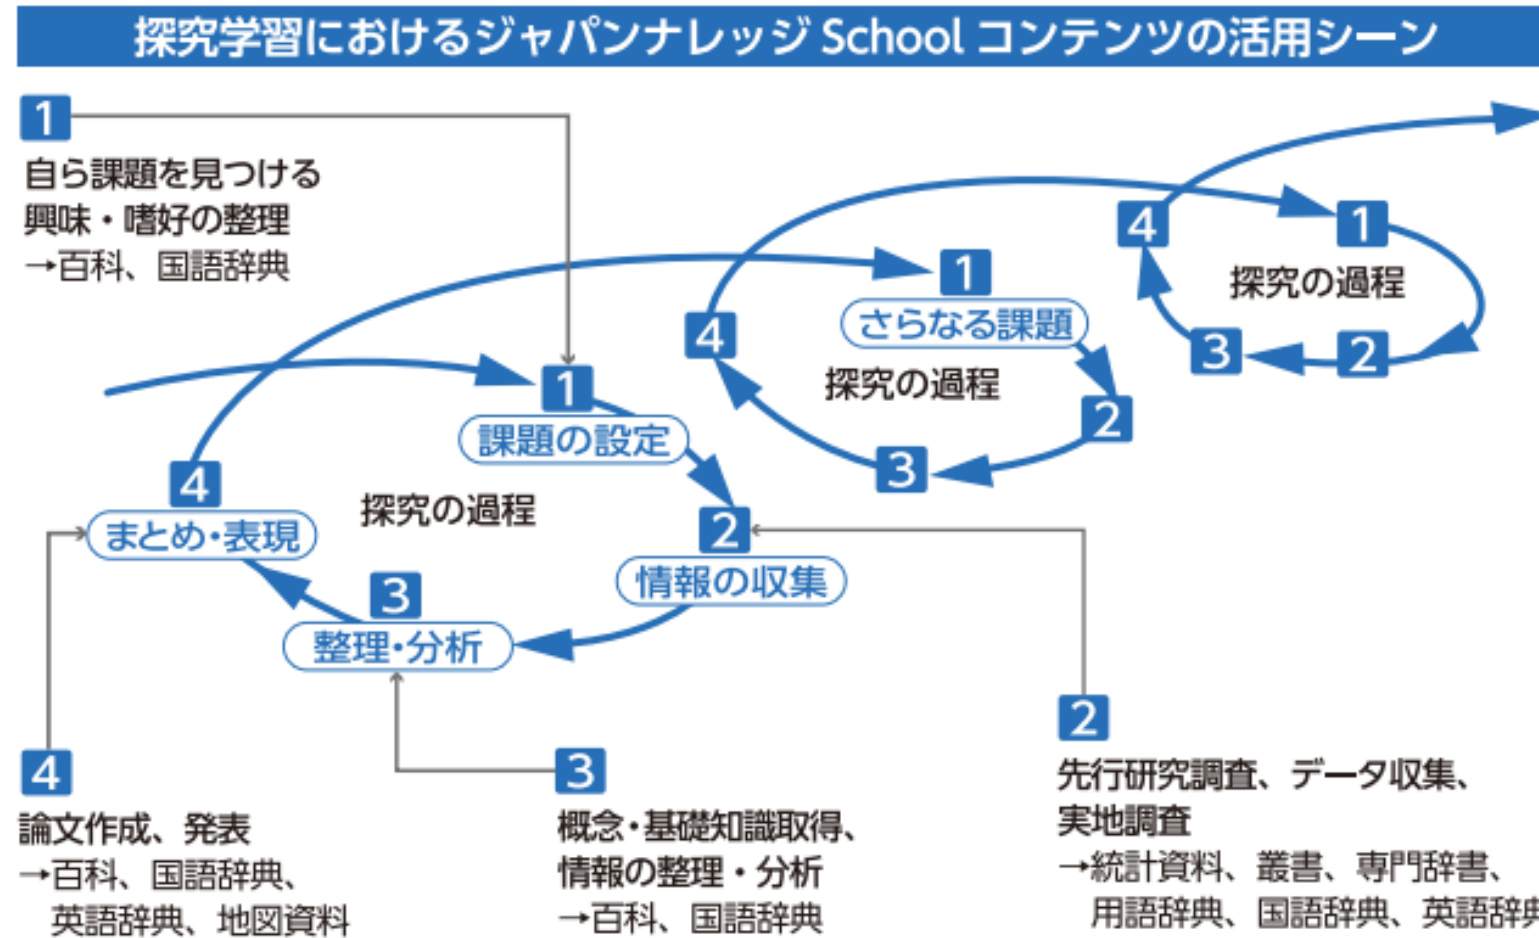 探究学習におけるジャパンナレッジ School コンテンツの活用シーン
1
自ら課題を見つける
興味・嗜好の整理
→百科、国語辞典
4
1
探究の過程
3
2
1
さらなる課題
4
探究の過程
2
3
1
課題の設定
4
まとめ・表現
探究の過程
2
情報の収集
3
整理・分析
4
論文作成、発表
→百科、国語辞典、
英語辞典、地図資料
3
概念・基礎知識取得、
情報の整理・分析
→百科、国語辞典
2
先行研究調査、データ収集、
実地調査
→統計資料、叢書、専門辞書、
用語辞典、国語辞典、英語辞典